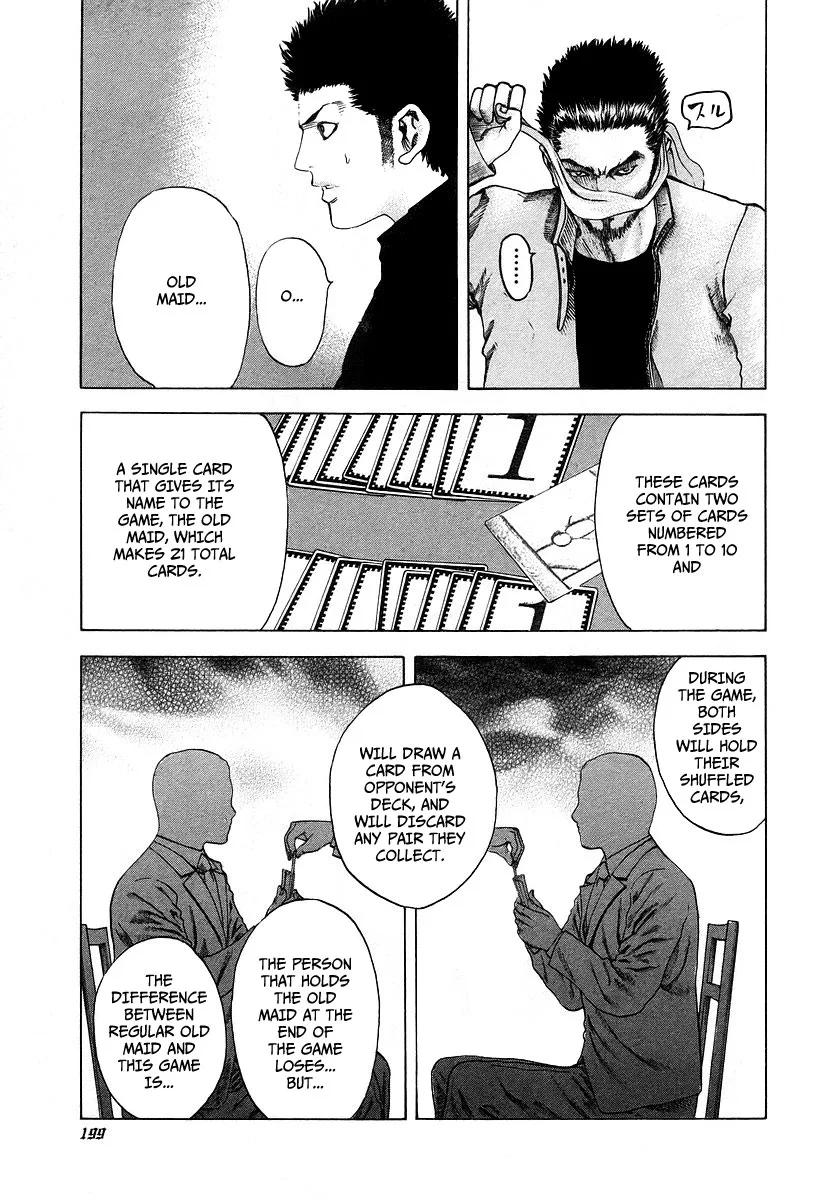 ズル
......
O...
OLD
MAID...
THESE CARDS
CONTAIN TWO
SETS OF CARDS
NUMBERED
FROM 1 TO 10
AND
1
1
A SINGLE CARD
THAT GIVES ITS
NAME TO THE
GAME, THE OLD
MAID, WHICH
MAKES 21 TOTAL
CARDS.
DURING
THE GAME,
BOTH
SIDES
WILL HOLD
THEIR
SHUFFLED
CARDS,
WILL DRAW A
CARD FROM
OPPONENT'S
DECK, AND
WILL DISCARD
ANY PAIR THEY
COLLECT.
THE PERSON
THAT HOLDS
THE OLD
MAID AT THE
END OF
THE GAME
LOSES...
BUT...
THE
DIFFERENCE
BETWEEN
REGULAR OLD
MAID AND
THIS GAME
IS...
199